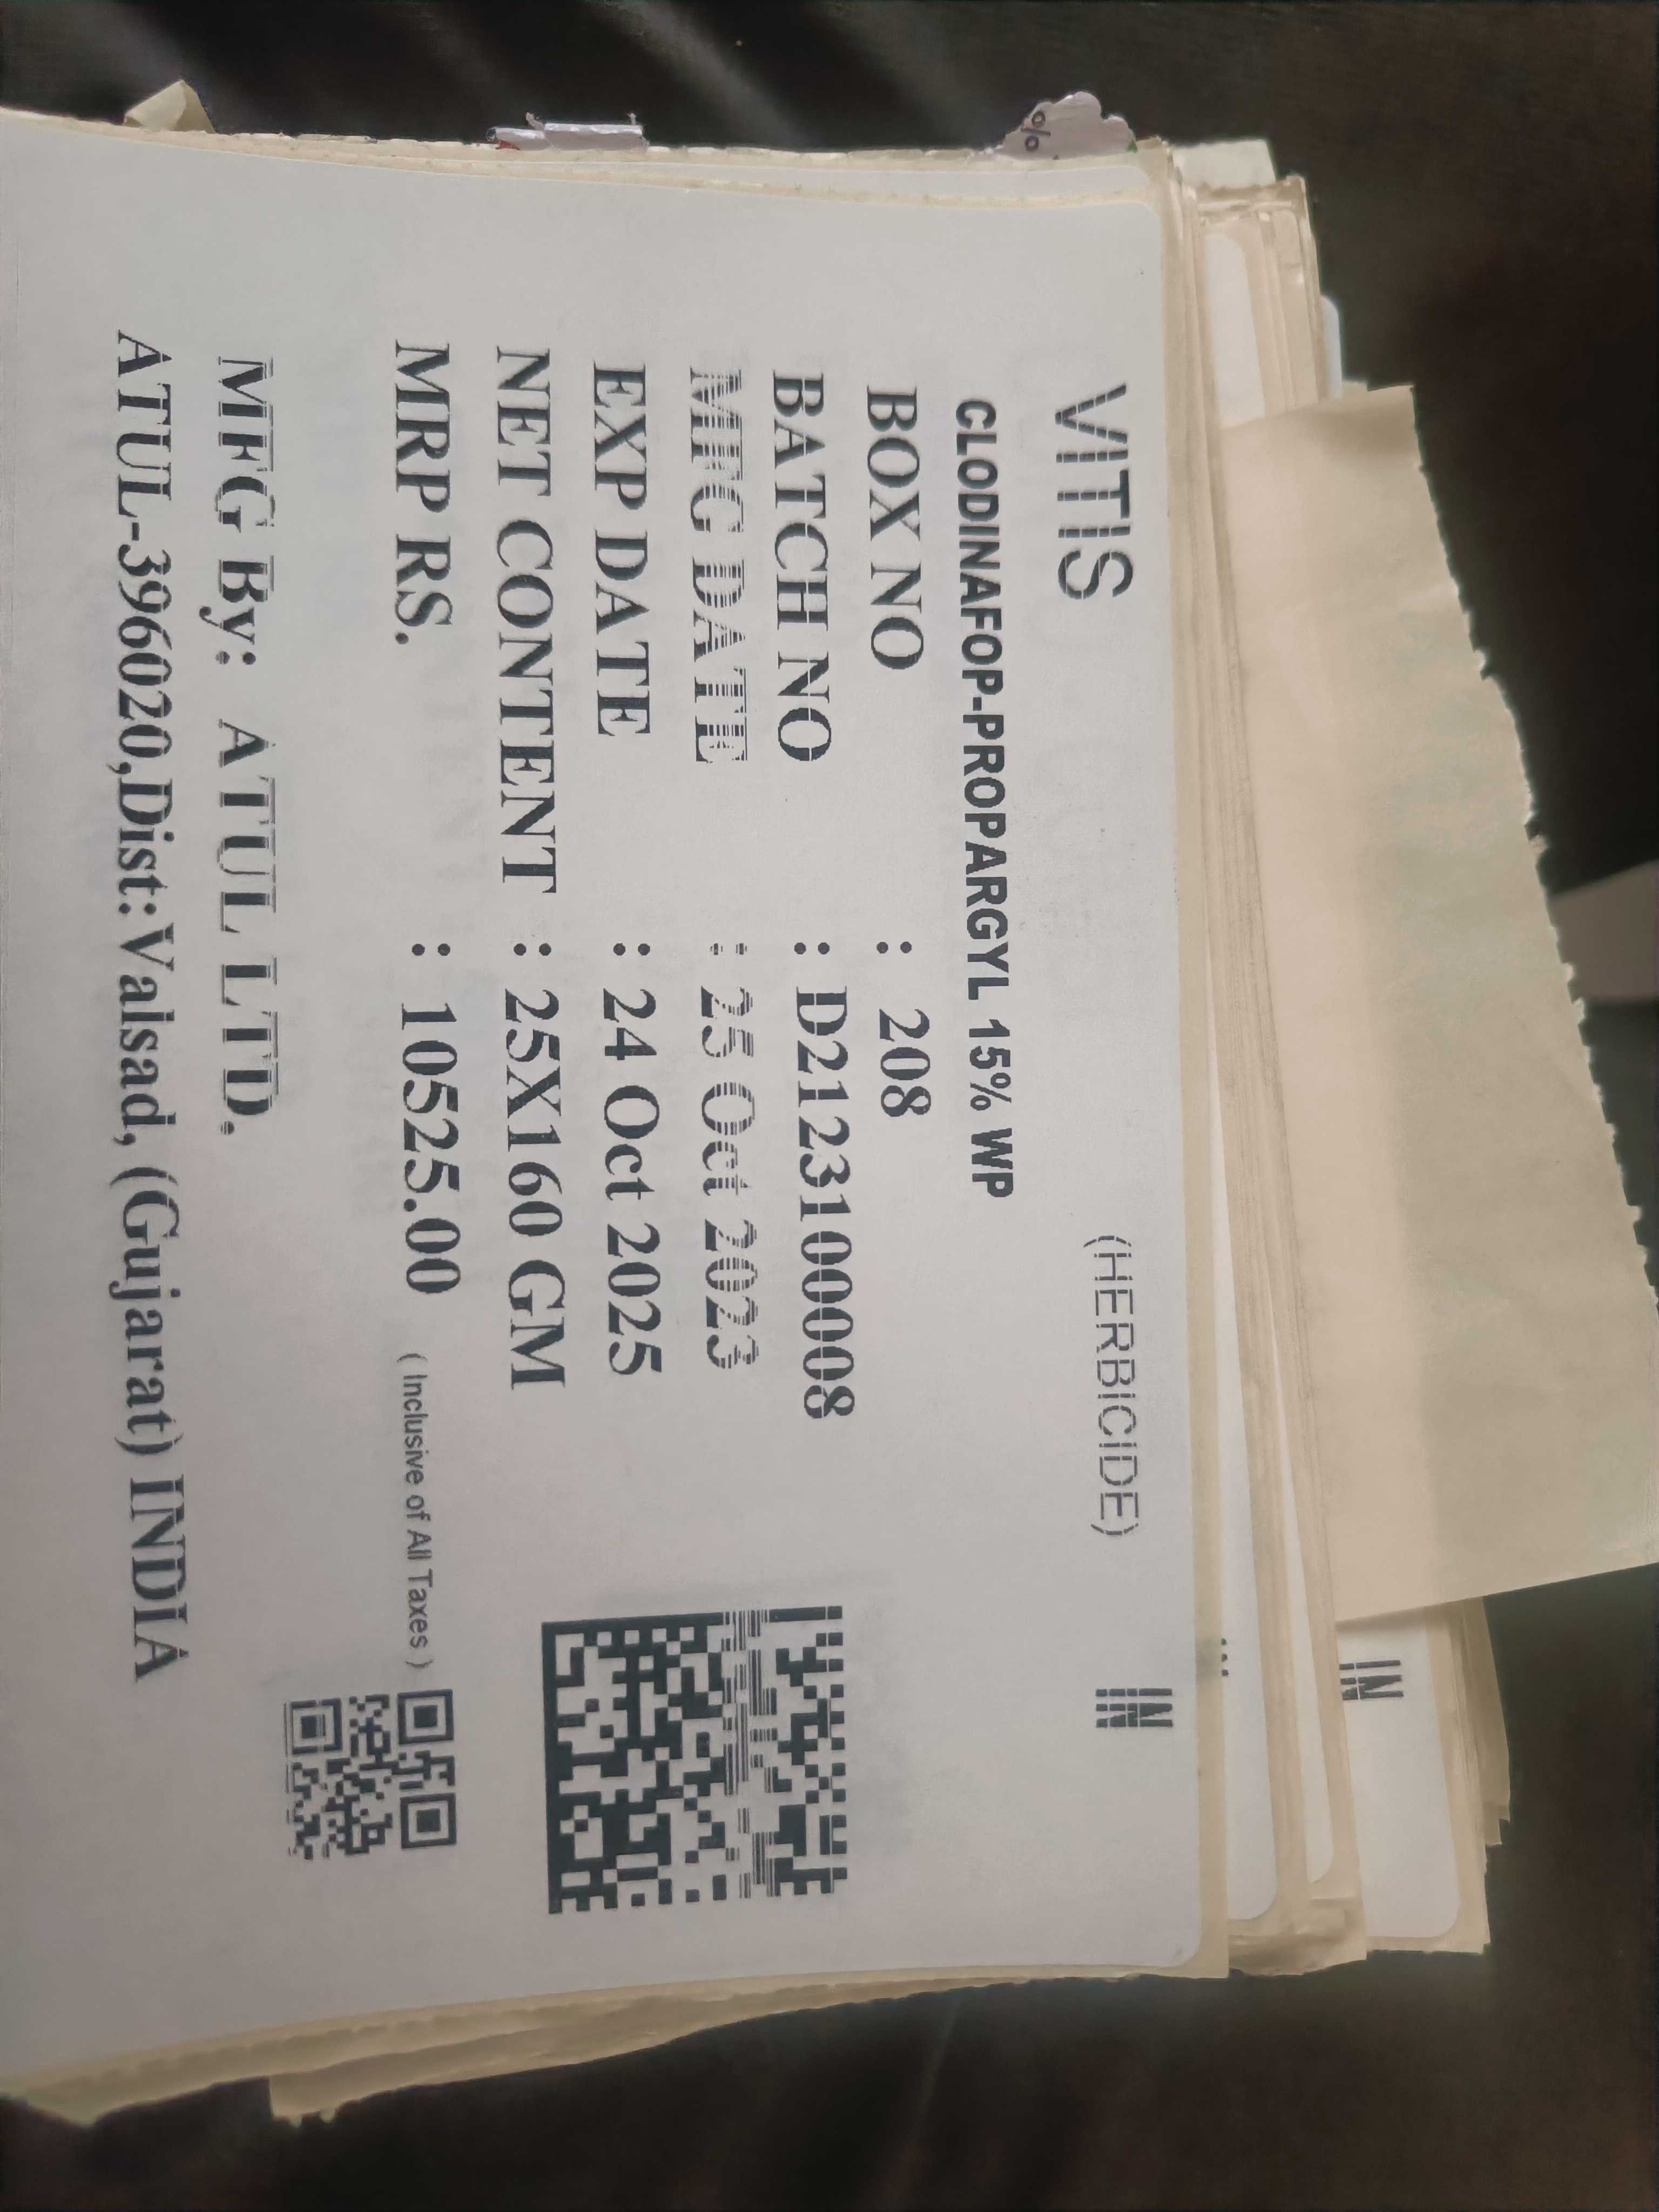 VITIS (HERBICIDE) IN
CLODINAFOP-PROPARGYL 15% WP
BOX NO : 208
BATCH NO : D2123100008
MFG DATE : 25 Oct 2023
EXP DATE : 24 Oct 2025
NET CONTENT : 25X160 GM
MRP RS. : 10525.00 ( Inclusive of All Taxes )
MFG By: ATUL LTD.
ATUL-396020,Dist: Valsad, (Gujarat) INDIA
IN
%